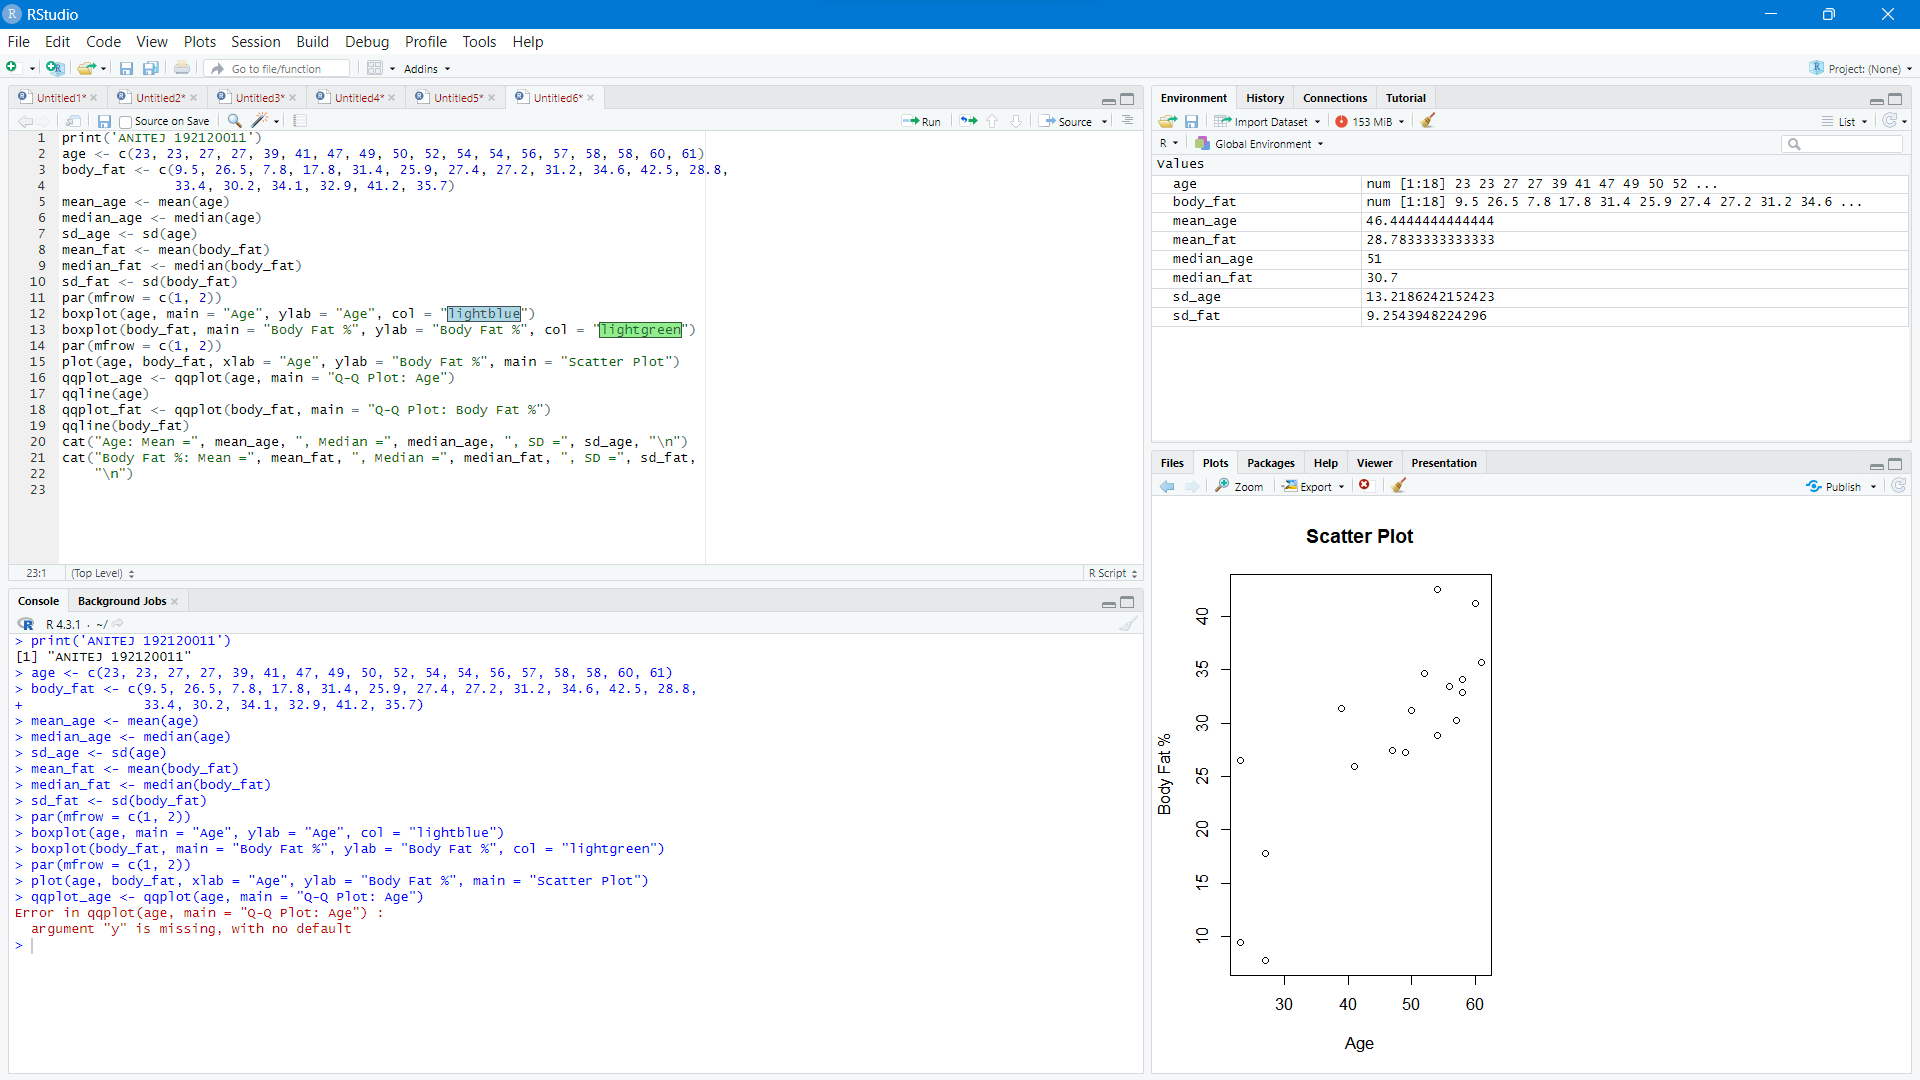 RStudio
File Edit Code View Plots Session Build Debug Profile Tools Help
Go to file/function
Addins
Project: (None)
Untitled1* Untitled2* Untitled3* Untitled4* Untitled5* Untitled6*
Source on Save Run Source
1 print('ANITEJ 192120011')
2 age <- c(23, 23, 27, 27, 39, 41, 47, 49, 50, 52, 54, 54, 56, 57, 58, 58, 60, 61)
3 body_fat <- c(9.5, 26.5, 7.8, 17.8, 31.4, 25.9, 27.4, 27.2, 31.2, 34.6, 42.5, 28.8,
4 33.4, 30.2, 34.1, 32.9, 41.2, 35.7)
5 mean_age <- mean(age)
6 median_age <- median(age)
7 sd_age <- sd(age)
8 mean_fat <- mean(body_fat)
9 median_fat <- median(body_fat)
10 sd_fat <- sd(body_fat)
11 par(mfrow = c(1, 2))
12 boxplot(age, main = "Age", ylab = "Age", col = "lightblue")
13 boxplot(body_fat, main = "Body Fat %", ylab = "Body Fat %", col = "lightgreen")
14 par(mfrow = c(1, 2))
15 plot(age, body_fat, xlab = "Age", ylab = "Body Fat %", main = "Scatter Plot")
16 qqplot_age <- qqplot(age, main = "Q-Q Plot: Age")
17 qqline(age)
18 qqplot_fat <- qqplot(body_fat, main = "Q-Q Plot: Body Fat %")
19 qqline(body_fat)
20 cat("Age: Mean =", mean_age, ", Median =", median_age, ", SD =", sd_age, "\n")
21 cat("Body Fat %: Mean =", mean_fat, ", Median =", median_fat, ", SD =", sd_fat,
22 "\n")
23
23:1 (Top Level) R Script
Console Background Jobs
R 4.3.1 · ~/
> print('ANITEJ 192120011')
[1] "ANITEJ 192120011"
> age <- c(23, 23, 27, 27, 39, 41, 47, 49, 50, 52, 54, 54, 56, 57, 58, 58, 60, 61)
> body_fat <- c(9.5, 26.5, 7.8, 17.8, 31.4, 25.9, 27.4, 27.2, 31.2, 34.6, 42.5, 28.8,
+ 33.4, 30.2, 34.1, 32.9, 41.2, 35.7)
> mean_age <- mean(age)
> median_age <- median(age)
> sd_age <- sd(age)
> mean_fat <- mean(body_fat)
> median_fat <- median(body_fat)
> sd_fat <- sd(body_fat)
> par(mfrow = c(1, 2))
> boxplot(age, main = "Age", ylab = "Age", col = "lightblue")
> boxplot(body_fat, main = "Body Fat %", ylab = "Body Fat %", col = "lightgreen")
> par(mfrow = c(1, 2))
> plot(age, body_fat, xlab = "Age", ylab = "Body Fat %", main = "Scatter Plot")
> qqplot_age <- qqplot(age, main = "Q-Q Plot: Age")
Error in qqplot(age, main = "Q-Q Plot: Age") :
argument "y" is missing, with no default
>
Environment History Connections Tutorial
Import Dataset 153 MiB List
R Global Environment
Values
age num [1:18] 23 23 27 27 39 41 47 49 50 52 ...
body_fat num [1:18] 9.5 26.5 7.8 17.8 31.4 25.9 27.4 27.2 31.2 34.6 ...
mean_age 46.4444444444444
mean_fat 28.7833333333333
median_age 51
median_fat 30.7
sd_age 13.2186242152423
sd_fat 9.2543948224296
Files Plots Packages Help Viewer Presentation
Zoom Export Publish
Scatter Plot
Body Fat %
40
35
30
25
20
15
10
30 40 50 60
Age